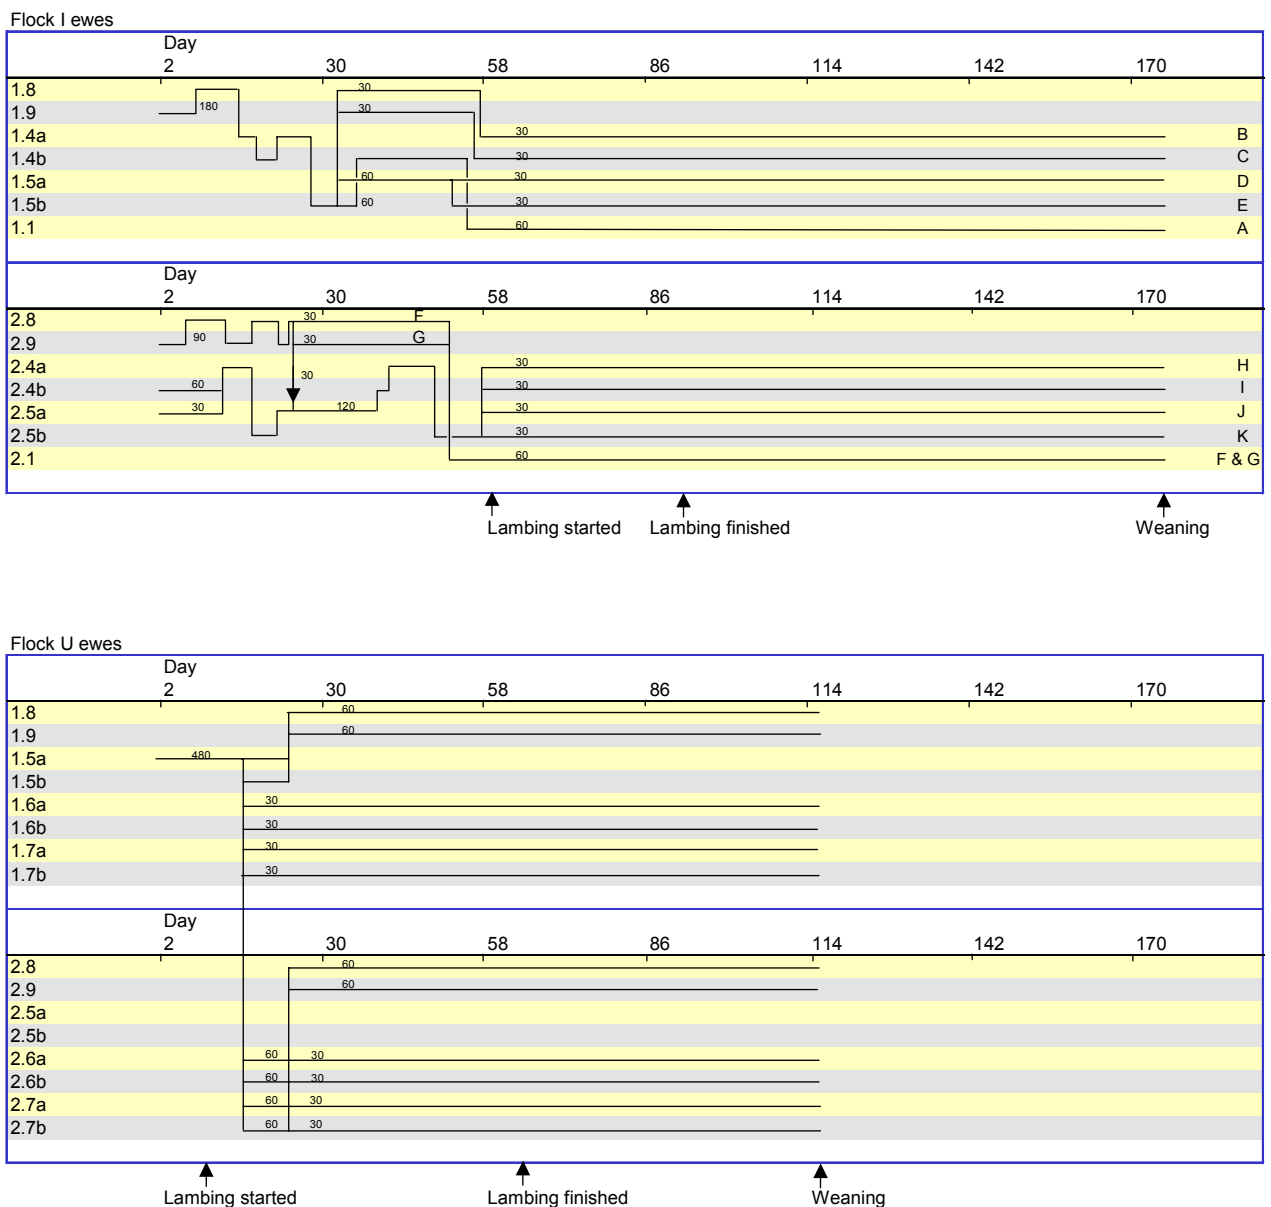 Flock I ewes
Day
2 30 58 86 114 142 170
1.8 30
1.9 180 30
1.4a 30 B
1.4b 30 C
1.5a 60 30 D
1.5b 60 30 E
1.1 60 A
Day
2 30 58 86 114 142 170
2.8 30 F
2.9 90 30 G
2.4a 30 30 H
2.4b 60 30 I
2.5a 30 120 30 J
2.5b 30 K
2.1 60 F & G
Lambing started Lambing finished Weaning
Flock U ewes
Day
2 30 58 86 114 142 170
1.8 60
1.9 60
1.5a 480
1.5b
1.6a 30
1.6b 30
1.7a 30
1.7b 30
Day
2 30 58 86 114 142 170
2.8 60
2.9 60
2.5a
2.5b
2.6a 60 30
2.6b 60 30
2.7a 60 30
2.7b 60 30
Lambing started Lambing finished Weaning